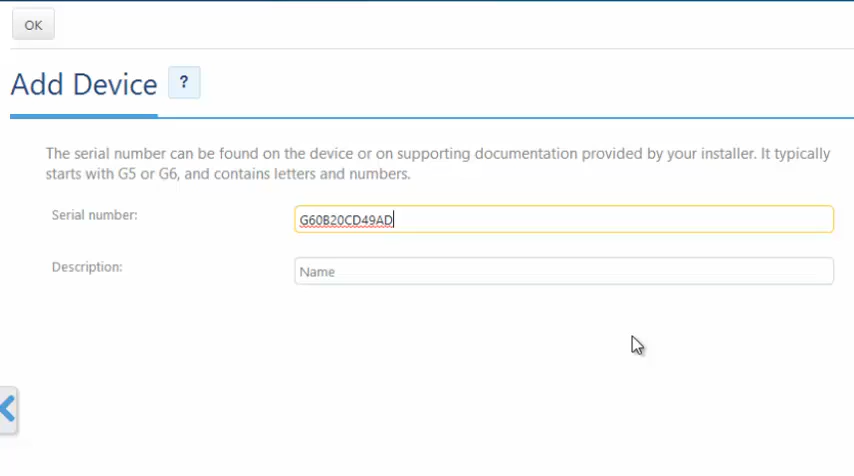 OK
Add Device ?
The serial number can be found on the device or on supporting documentation provided by your installer. It typically
starts with G5 or G6, and contains letters and numbers.
Serial number: G60B20CD49AD
Description: Name